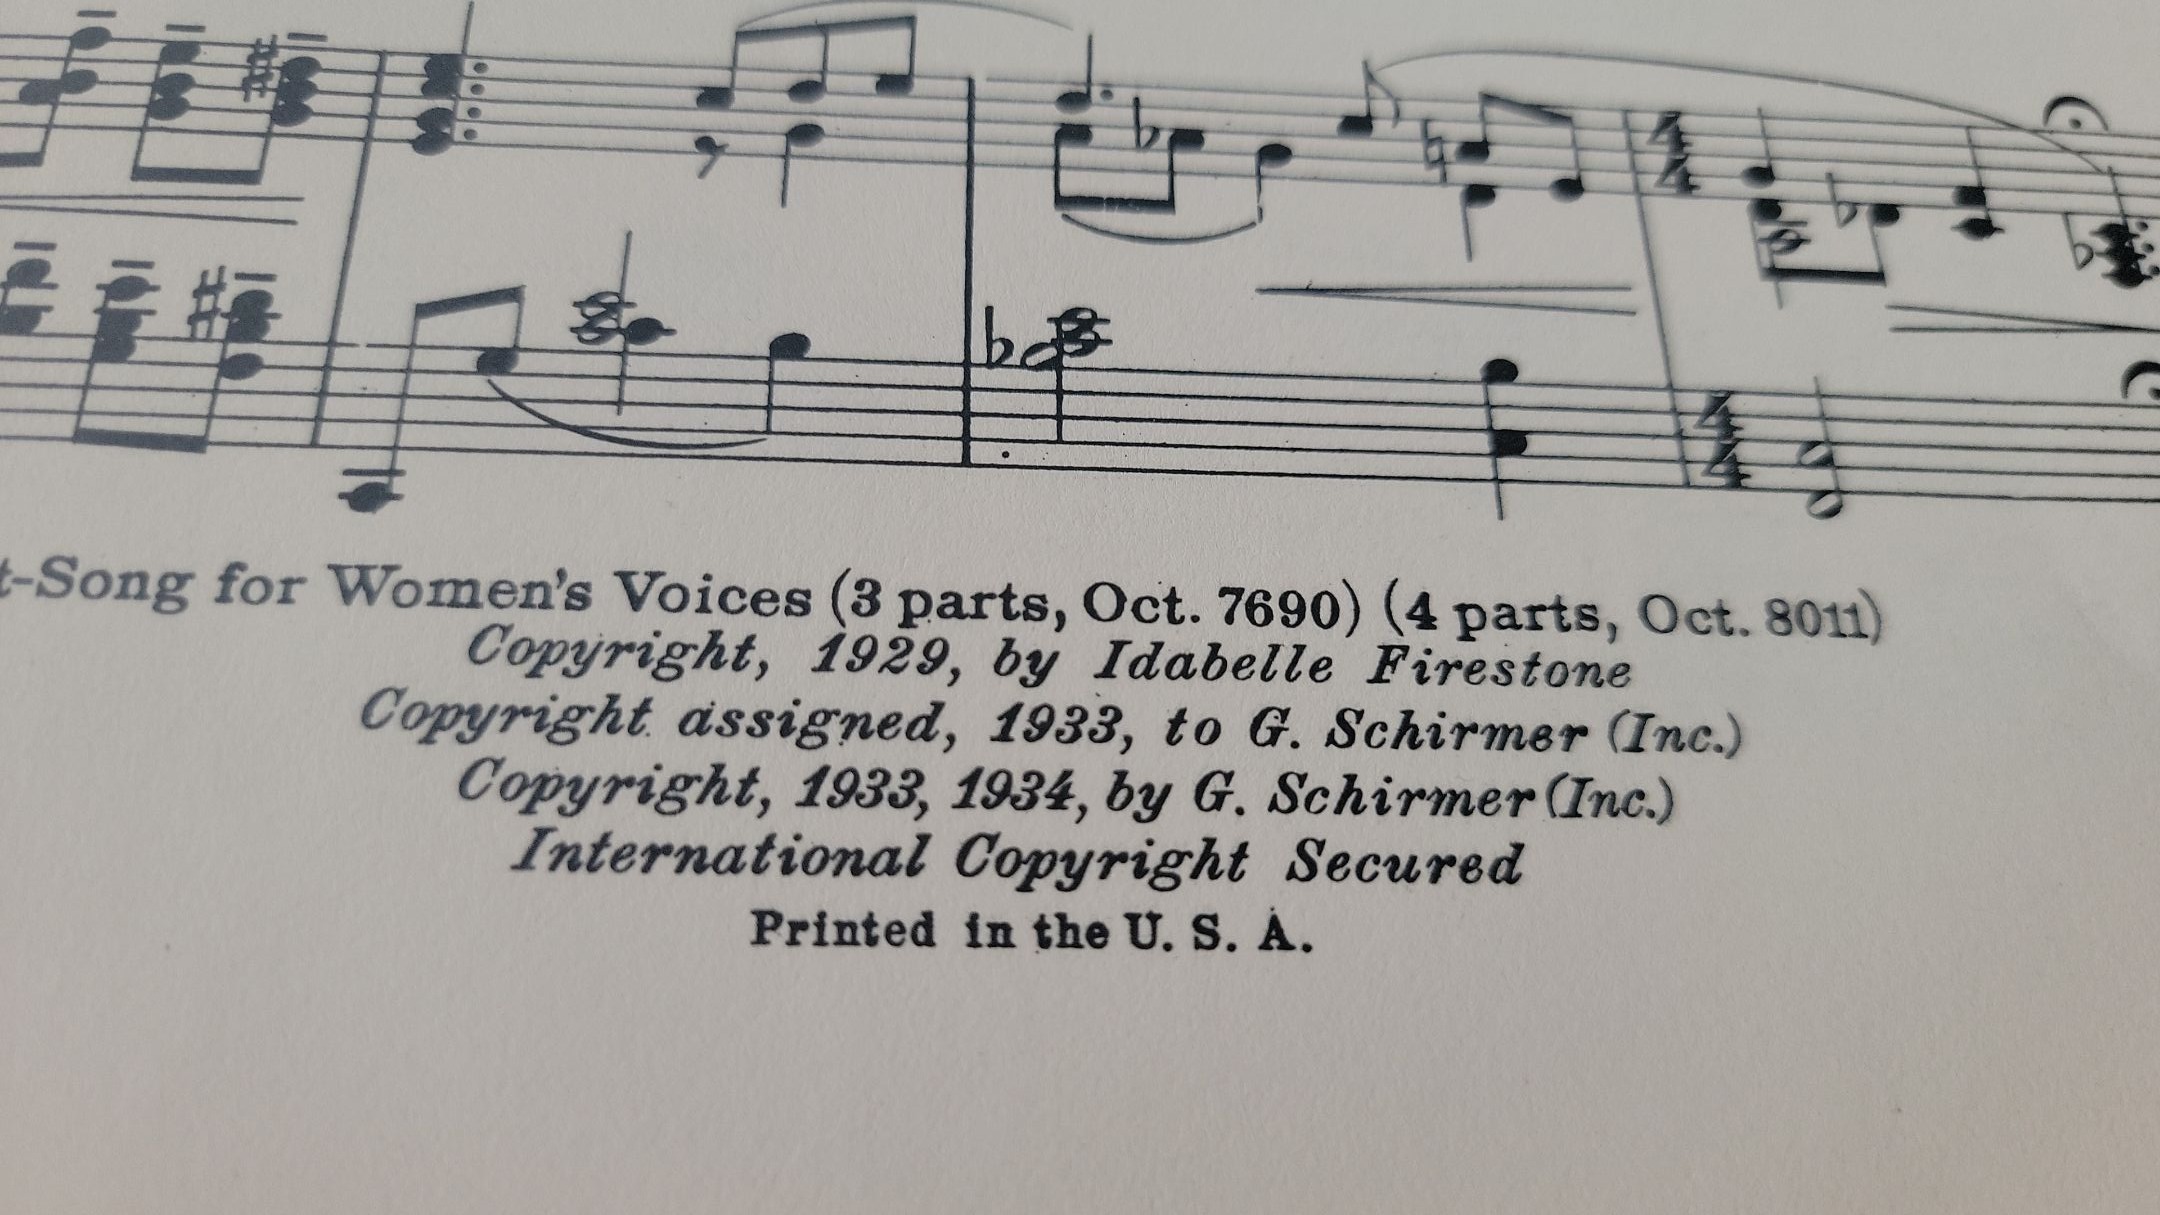 t-Song for Women's Voices (3 parts, Oct. 7690) (4 parts, Oct. 8011)
Copyright, 1929, by Idabelle Firestone
Copyright assigned, 1933, to G. Schirmer (Inc.)
Copyright, 1933, 1934, by G. Schirmer (Inc.)
International Copyright Secured
Printed in the U. S. A.